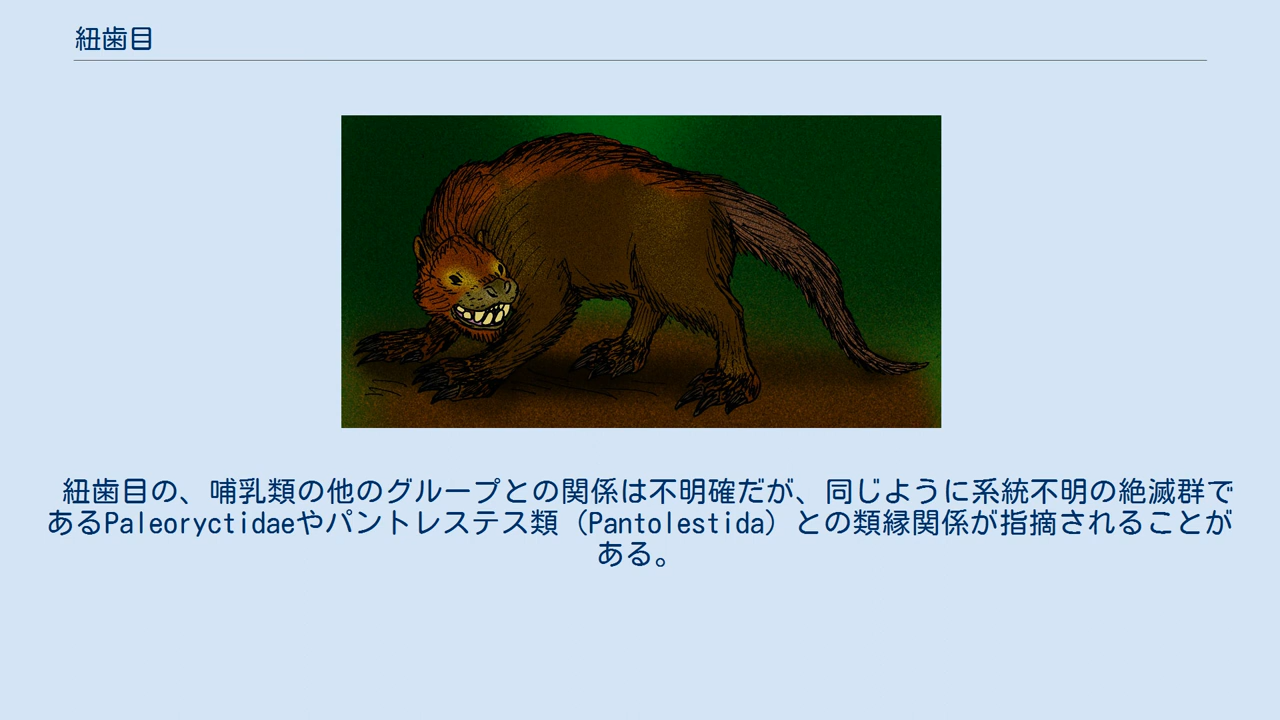 紐歯目
紐歯目の、哺乳類の他のグループとの関係は不明確だが、同じように系統不明の絶滅群で
あるPaleoryctidaeやパントレステス類（Pantolestida）との類縁関係が指摘されることが
ある。